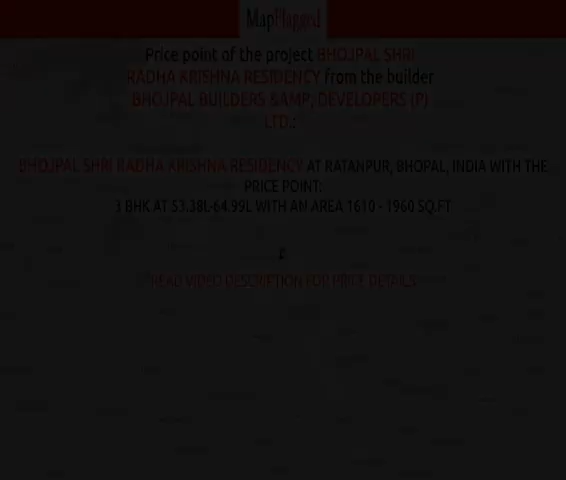 MapFlagged
Price point of the project BHOJPAL SHRI
RADHA KRISHNA RESIDENCY from the builder
BHOJPAL BUILDERS &AMP; DEVELOPERS (P)
LTD.:
BHOJPAL SHRI RADHA KRISHNA RESIDENCY AT RATANPUR, BHOPAL, INDIA WITH THE
PRICE POINT:
3 BHK AT 53.38L-64.99L WITH AN AREA 1610 - 1960 SQ.FT
READ VIDEO DESCRIPTION FOR PRICE DETAILS